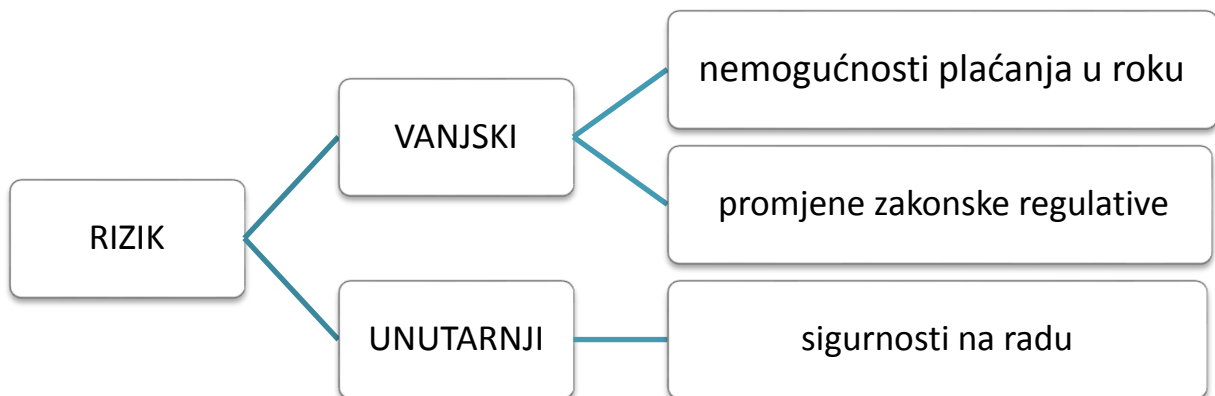 RIZIK
VANJSKI
nemogućnosti plaćanja u roku
promjene zakonske regulative
UNUTARNJI
sigurnosti na radu